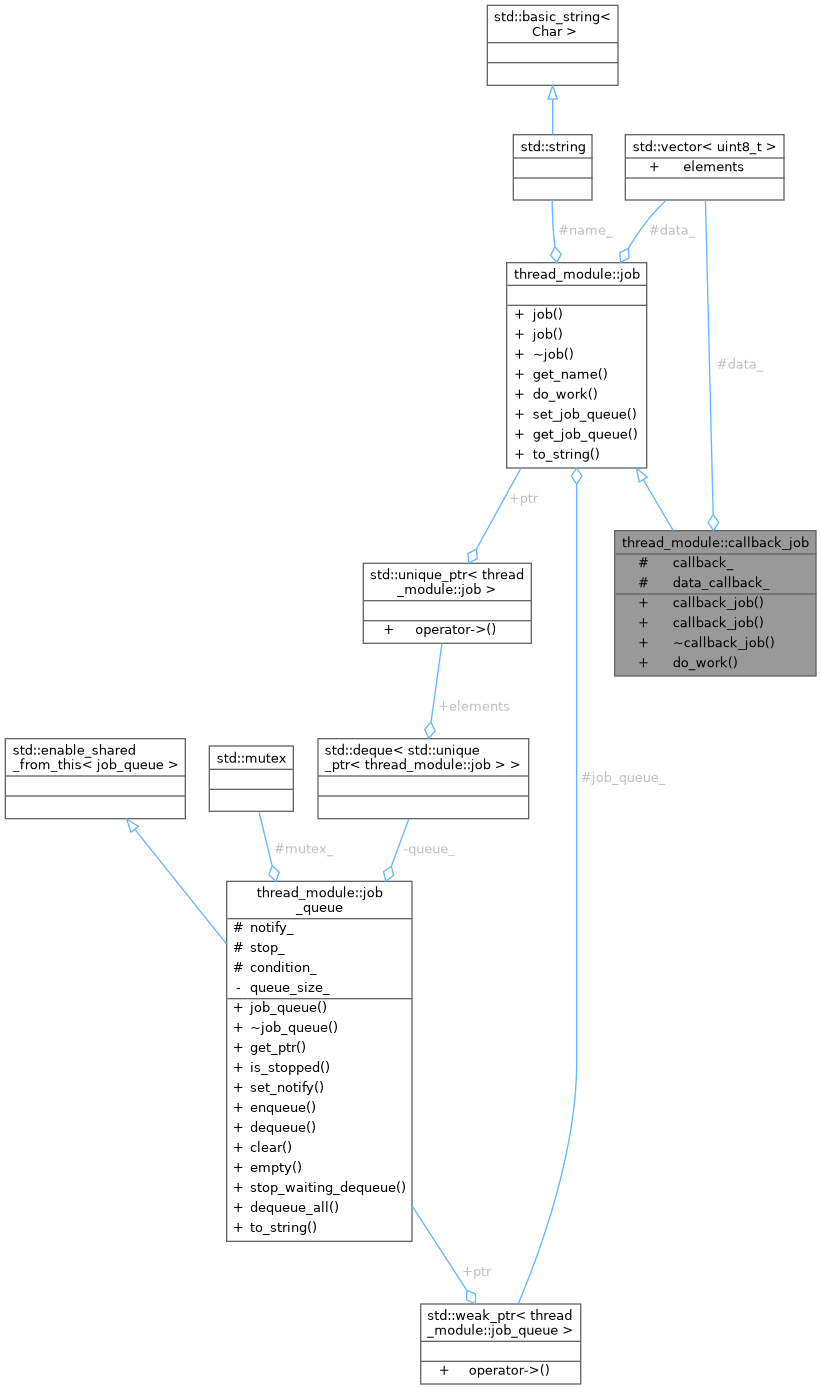 std::basic_string<
Char >
std::string
std::vector< uint8_t >
+ elements
#name_
#data_
thread_module::job
+ job()
+ job()
+ ~job()
+ get_name()
+ do_work()
+ set_job_queue()
+ get_job_queue()
+ to_string()
#data_
+ptr
thread_module::callback_job
# callback_
# data_callback_
+ callback_job()
+ callback_job()
+ ~callback_job()
+ do_work()
std::unique_ptr< thread
_module::job >
+ operator->()
+elements
std::enable_shared
_from_this< job_queue >
std::mutex
std::deque< std::unique
_ptr< thread_module::job > >
#job_queue_
#mutex_
-queue_
thread_module::job
_queue
# notify_
# stop_
# condition_
- queue_size_
+ job_queue()
+ ~job_queue()
+ get_ptr()
+ is_stopped()
+ set_notify()
+ enqueue()
+ dequeue()
+ clear()
+ empty()
+ stop_waiting_dequeue()
+ dequeue_all()
+ to_string()
+ptr
std::weak_ptr< thread
_module::job_queue >
+ operator->()